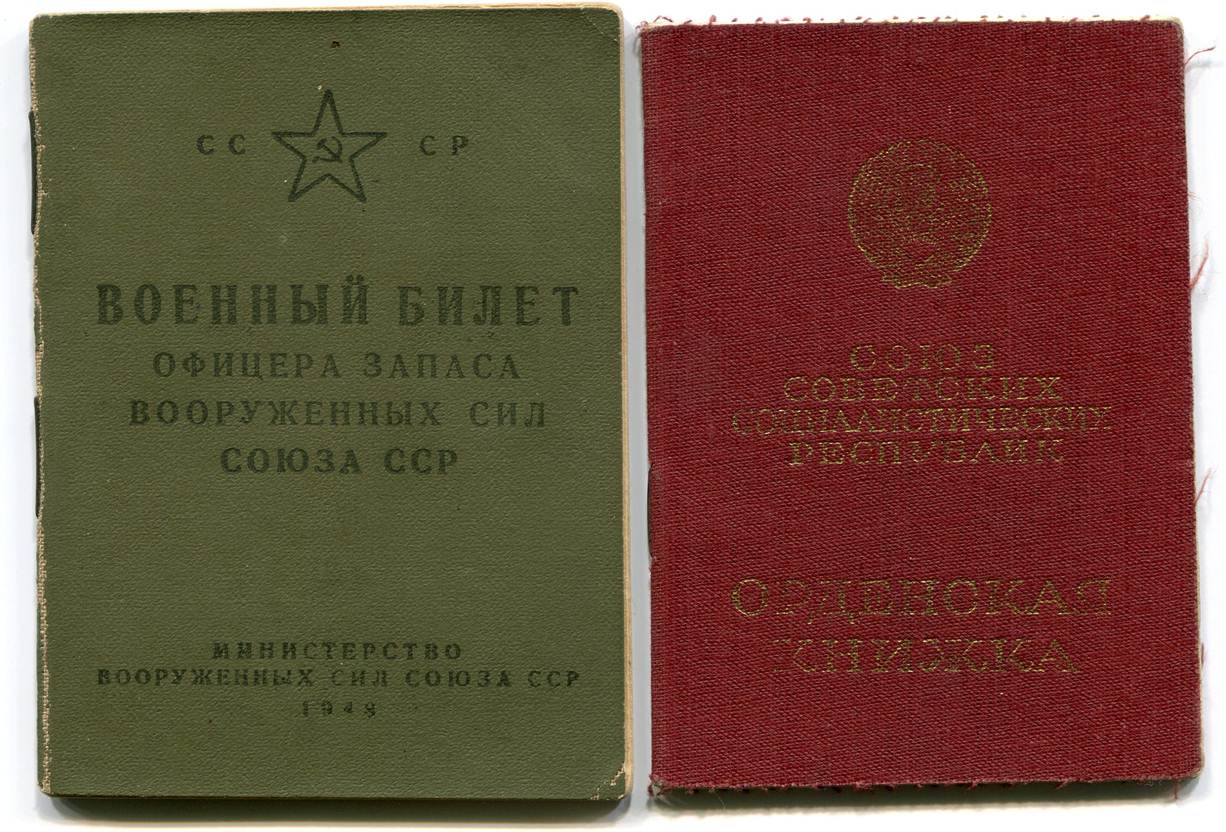 СС СР
ВОЕННЫЙ БИЛЕТ
ОФИЦЕРА ЗАПАСА
ВООРУЖЕННЫХ СИЛ
СОЮЗА ССР
МИНИСТЕРСТВО
ВООРУЖЕННЫХ СИЛ СОЮЗА ССР
1948
СОЮЗ
СОВЕТСКИХ
СОЦИАЛИСТИЧЕСКИХ
РЕСПУБЛИК
ОРДЕНСКАЯ
КНИЖКА